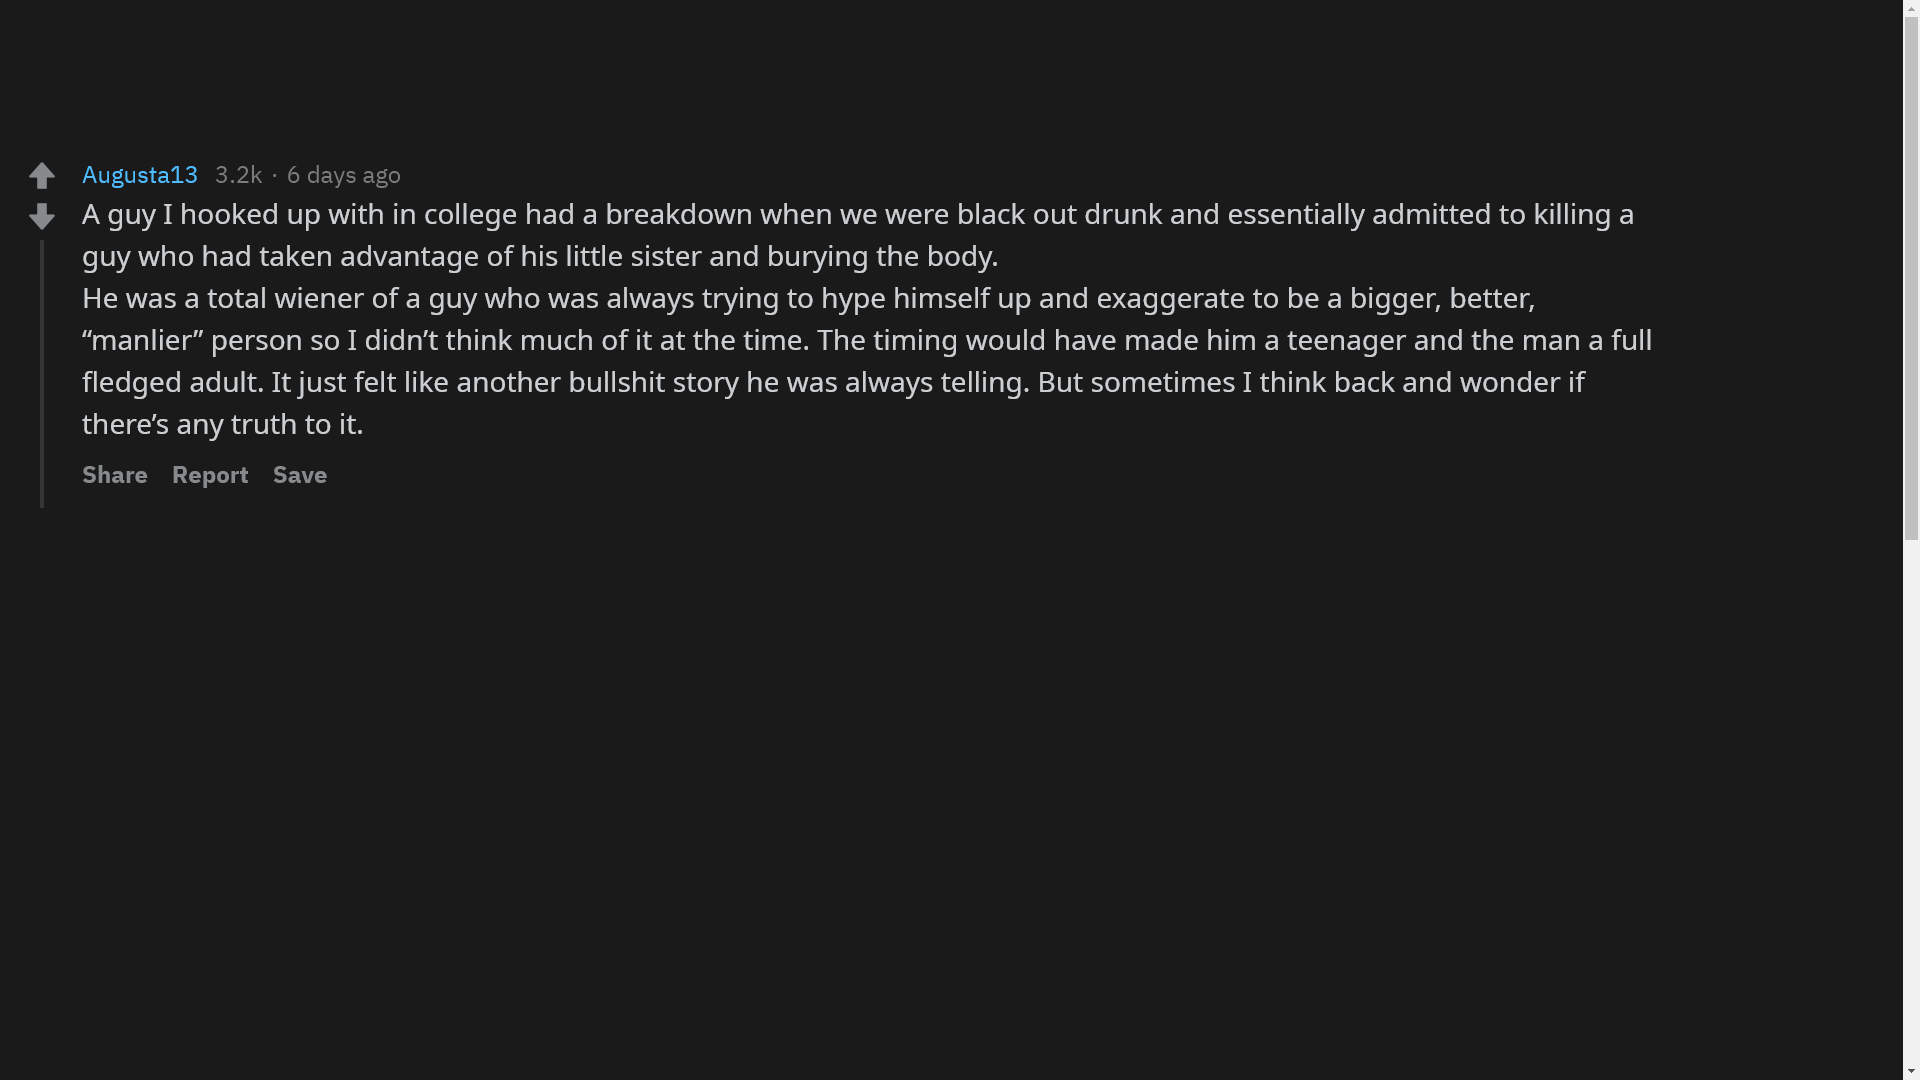 Augusta13 3.2k · 6 days ago
A guy I hooked up with in college had a breakdown when we were black out drunk and essentially admitted to killing a
guy who had taken advantage of his little sister and burying the body.
He was a total wiener of a guy who was always trying to hype himself up and exaggerate to be a bigger, better,
“manlier” person so I didn’t think much of it at the time. The timing would have made him a teenager and the man a full
fledged adult. It just felt like another bullshit story he was always telling. But sometimes I think back and wonder if
there’s any truth to it.
Share Report Save